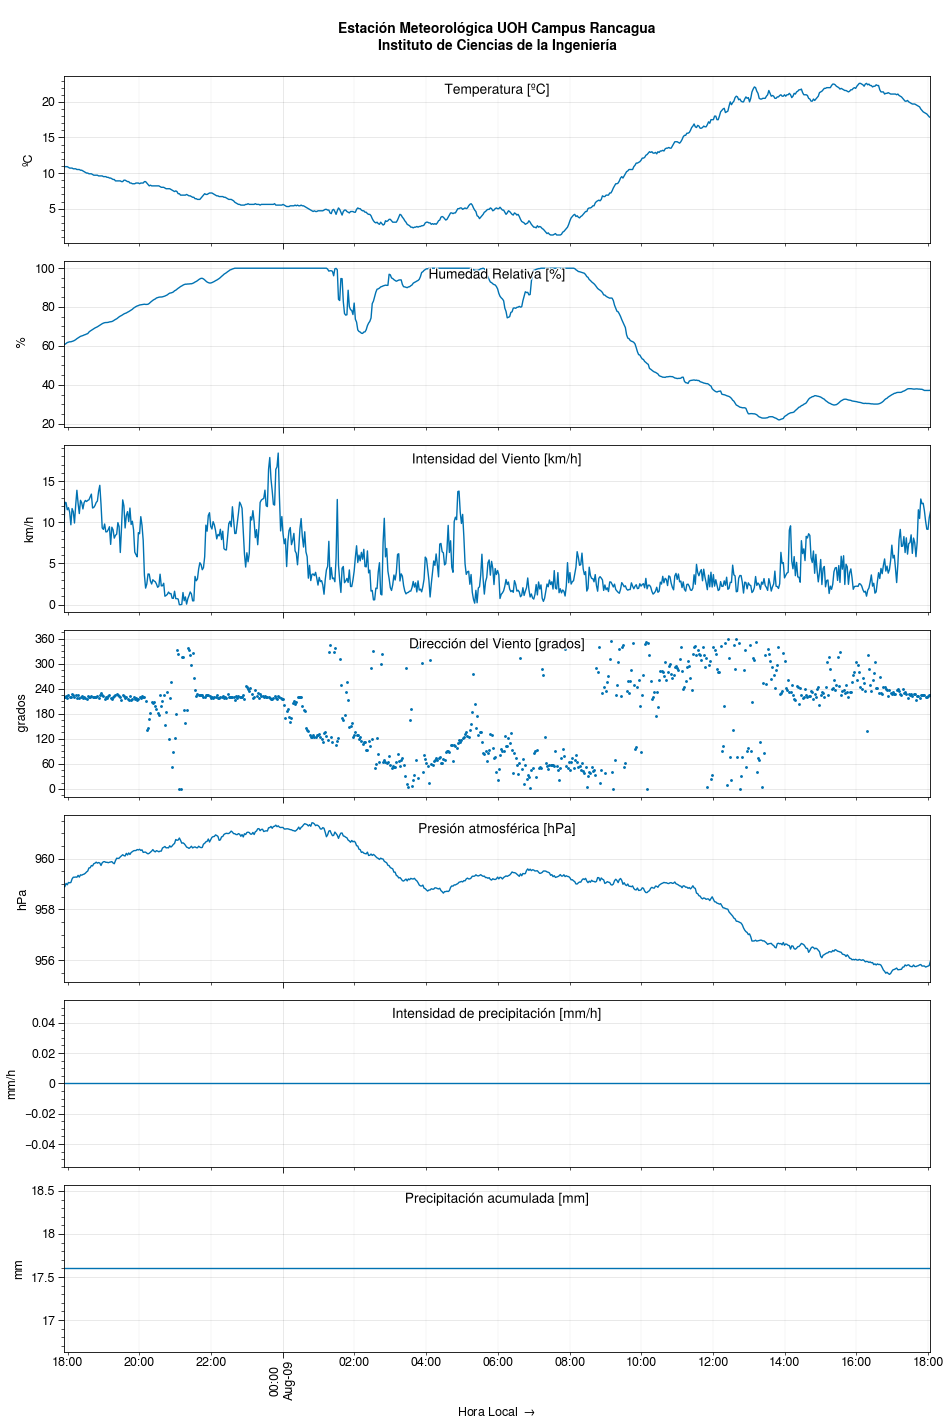 Estación Meteorológica UOH Campus Rancagua
Instituto de Ciencias de la Ingeniería
Temperatura [ºC]
20
15
10
5
ºC
Humedad Relativa [%]
100
80
60
40
20
%
Intensidad del Viento [km/h]
15
10
5
0
km/h
Dirección del Viento [grados]
360
300
240
180
120
60
0
grados
Presión atmosférica [hPa]
960
958
956
hPa
Intensidad de precipitación [mm/h]
0.04
0.02
0
−0.02
−0.04
mm/h
Precipitación acumulada [mm]
18.5
18
17.5
17
mm
18:00 20:00 22:00 00:00 02:00 04:00 06:00 08:00 10:00 12:00 14:00 16:00 18:00
Aug-09
Hora Local →